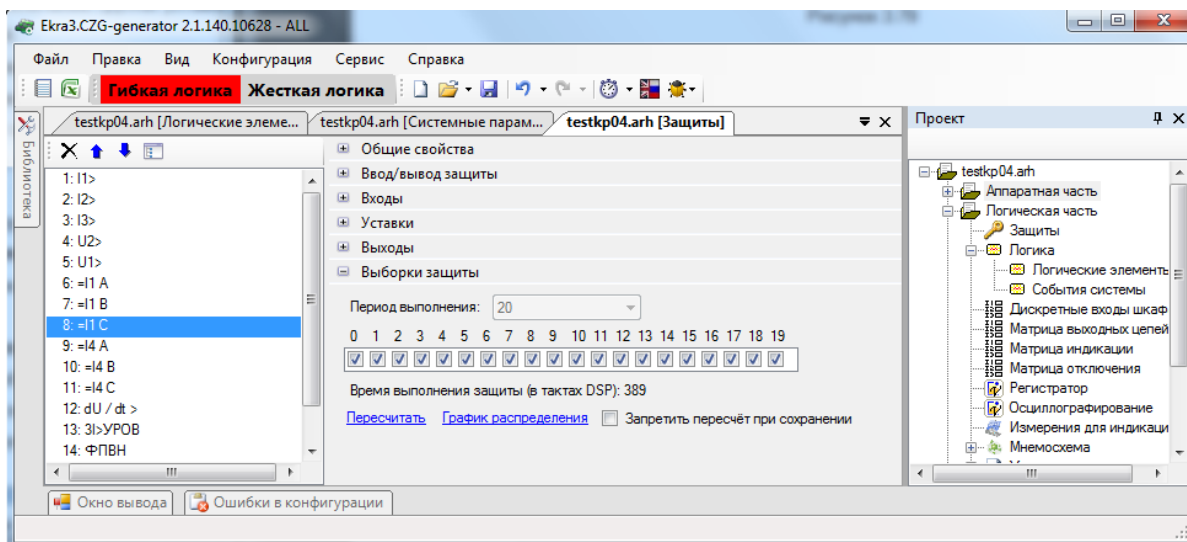 Ekra3.CZG-generator 2.1.140.10628 - ALL
Файл Правка Вид Конфигурация Сервис Справка
Гибкая логика Жесткая логика
Библиотека
testkp04.arh [Логические элеме... testkp04.arh [Системные парам... testkp04.arh [Защиты]
1: I1>
2: I2>
3: I3>
4: U2>
5: U1>
6: =I1 A
7: =I1 B
8: =I1 C
9: =I4 A
10: =I4 B
11: =I4 C
12: dU / dt >
13: 3I>УРОВ
14: ФПВН
Общие свойства
Ввод/вывод защиты
Входы
Уставки
Выходы
Выборки защиты
Период выполнения: 20
0 1 2 3 4 5 6 7 8 9 10 11 12 13 14 15 16 17 18 19
Время выполнения защиты (в тактах DSP): 389
Пересчитать График распределения Запретить пересчёт при сохранении
Проект
testkp04.arh
Аппаратная часть
Логическая часть
Защиты
Логика
Логические элементь
События системы
Дискретные входы шкаф
Матрица выходных цепей
Матрица индикации
Матрица отключения
Регистратор
Осциллографирование
Измерения для индикаци
Мнемосхема
Окно вывода Ошибки в конфигурации